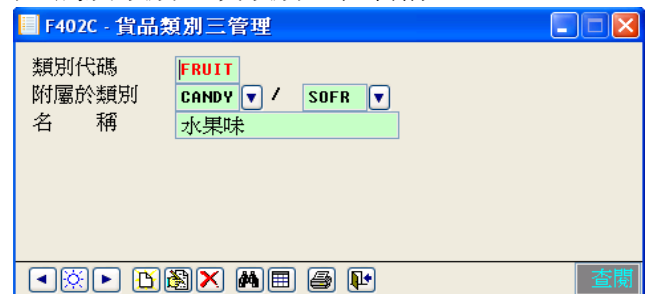 F402C - 貨品類別三管理
類別代碼 FRUIT
附屬於類別 CANDY / SOFR
名 稱 水果味
查閱